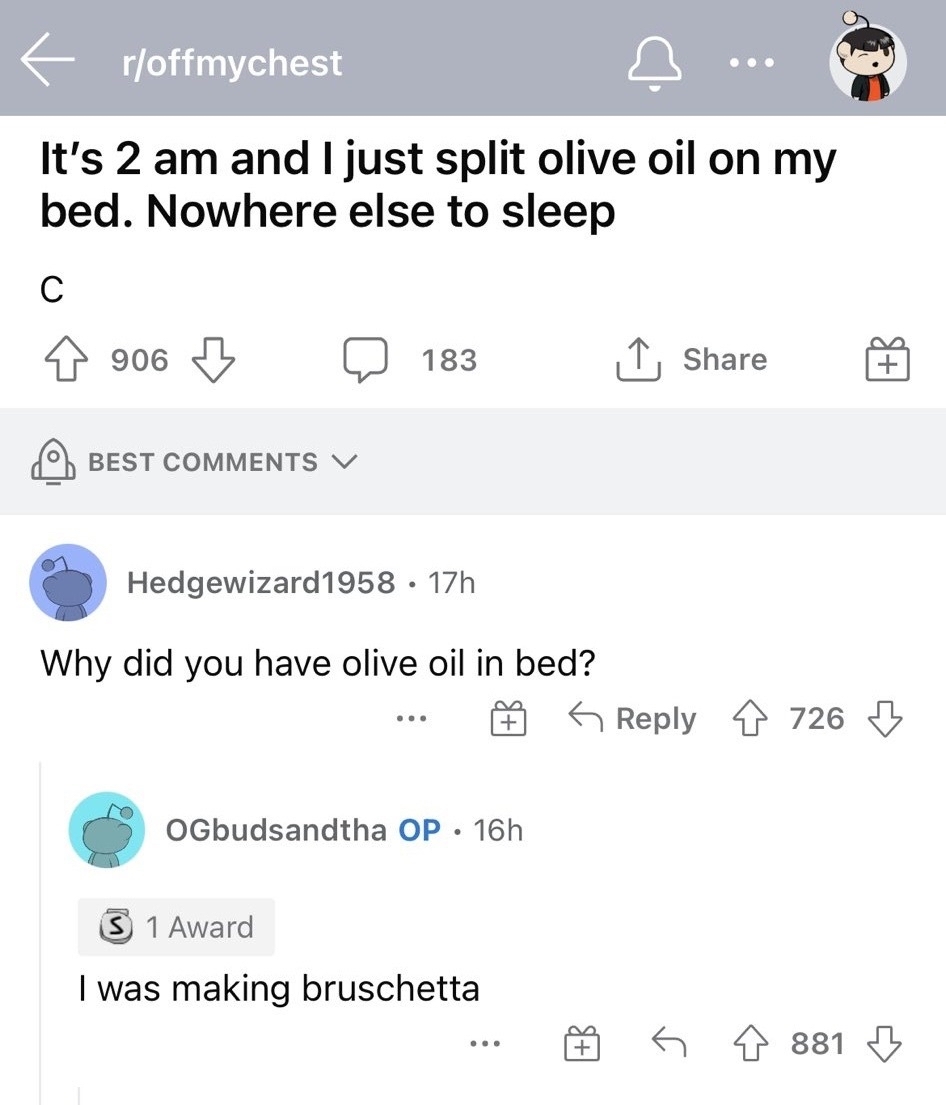 r/offmychest
It's 2 am and I just split olive oil on my
bed. Nowhere else to sleep
C
906 183 Share
BEST COMMENTS
Hedgewizard1958 • 17h
Why did you have olive oil in bed?
Reply 726
OGbudsandtha OP • 16h
S 1 Award
I was making bruschetta
881